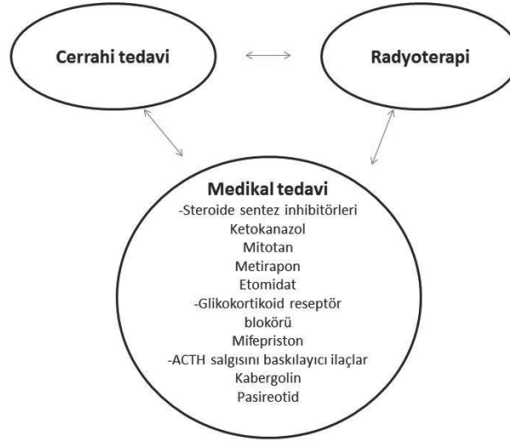 Cerrahi tedavi
Radyoterapi
Medikal tedavi
-Steroide sentez inhibitörleri
Ketokanazol
Mitotan
Metirapon
Etomidat
-Glikokortikoid reseptör
blokörü
Mifepriston
-ACTH salgısını baskılayıcı ilaçlar
Kabergolin
Pasireotid